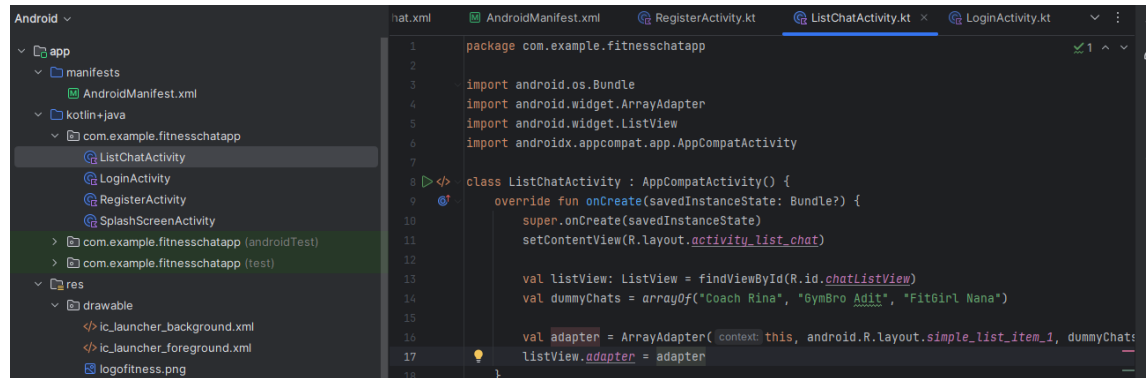 Android
app
manifests
AndroidManifest.xml
kotlin+java
com.example.fitnesschatapp
ListChatActivity
LoginActivity
RegisterActivity
SplashScreenActivity
com.example.fitnesschatapp (androidTest)
com.example.fitnesschatapp (test)
res
drawable
ic_launcher_background.xml
ic_launcher_foreground.xml
logofitness.png
hat.xml AndroidManifest.xml RegisterActivity.kt ListChatActivity.kt LoginActivity.kt
1 package com.example.fitnesschatapp 1
2
3 import android.os.Bundle
4 import android.widget.ArrayAdapter
5 import android.widget.ListView
6 import androidx.appcompat.app.AppCompatActivity
7
8 class ListChatActivity : AppCompatActivity() {
9 override fun onCreate(savedInstanceState: Bundle?) {
10 super.onCreate(savedInstanceState)
11 setContentView(R.layout.activity_list_chat)
12
13 val listView: ListView = findViewById(R.id.chatListView)
14 val dummyChats = arrayOf("Coach Rina", "GymBro Adit", "FitGirl Nana")
15
16 val adapter = ArrayAdapter( context: this, android.R.layout.simple_list_item_1, dummyChats
17 listView.adapter = adapter
18 }